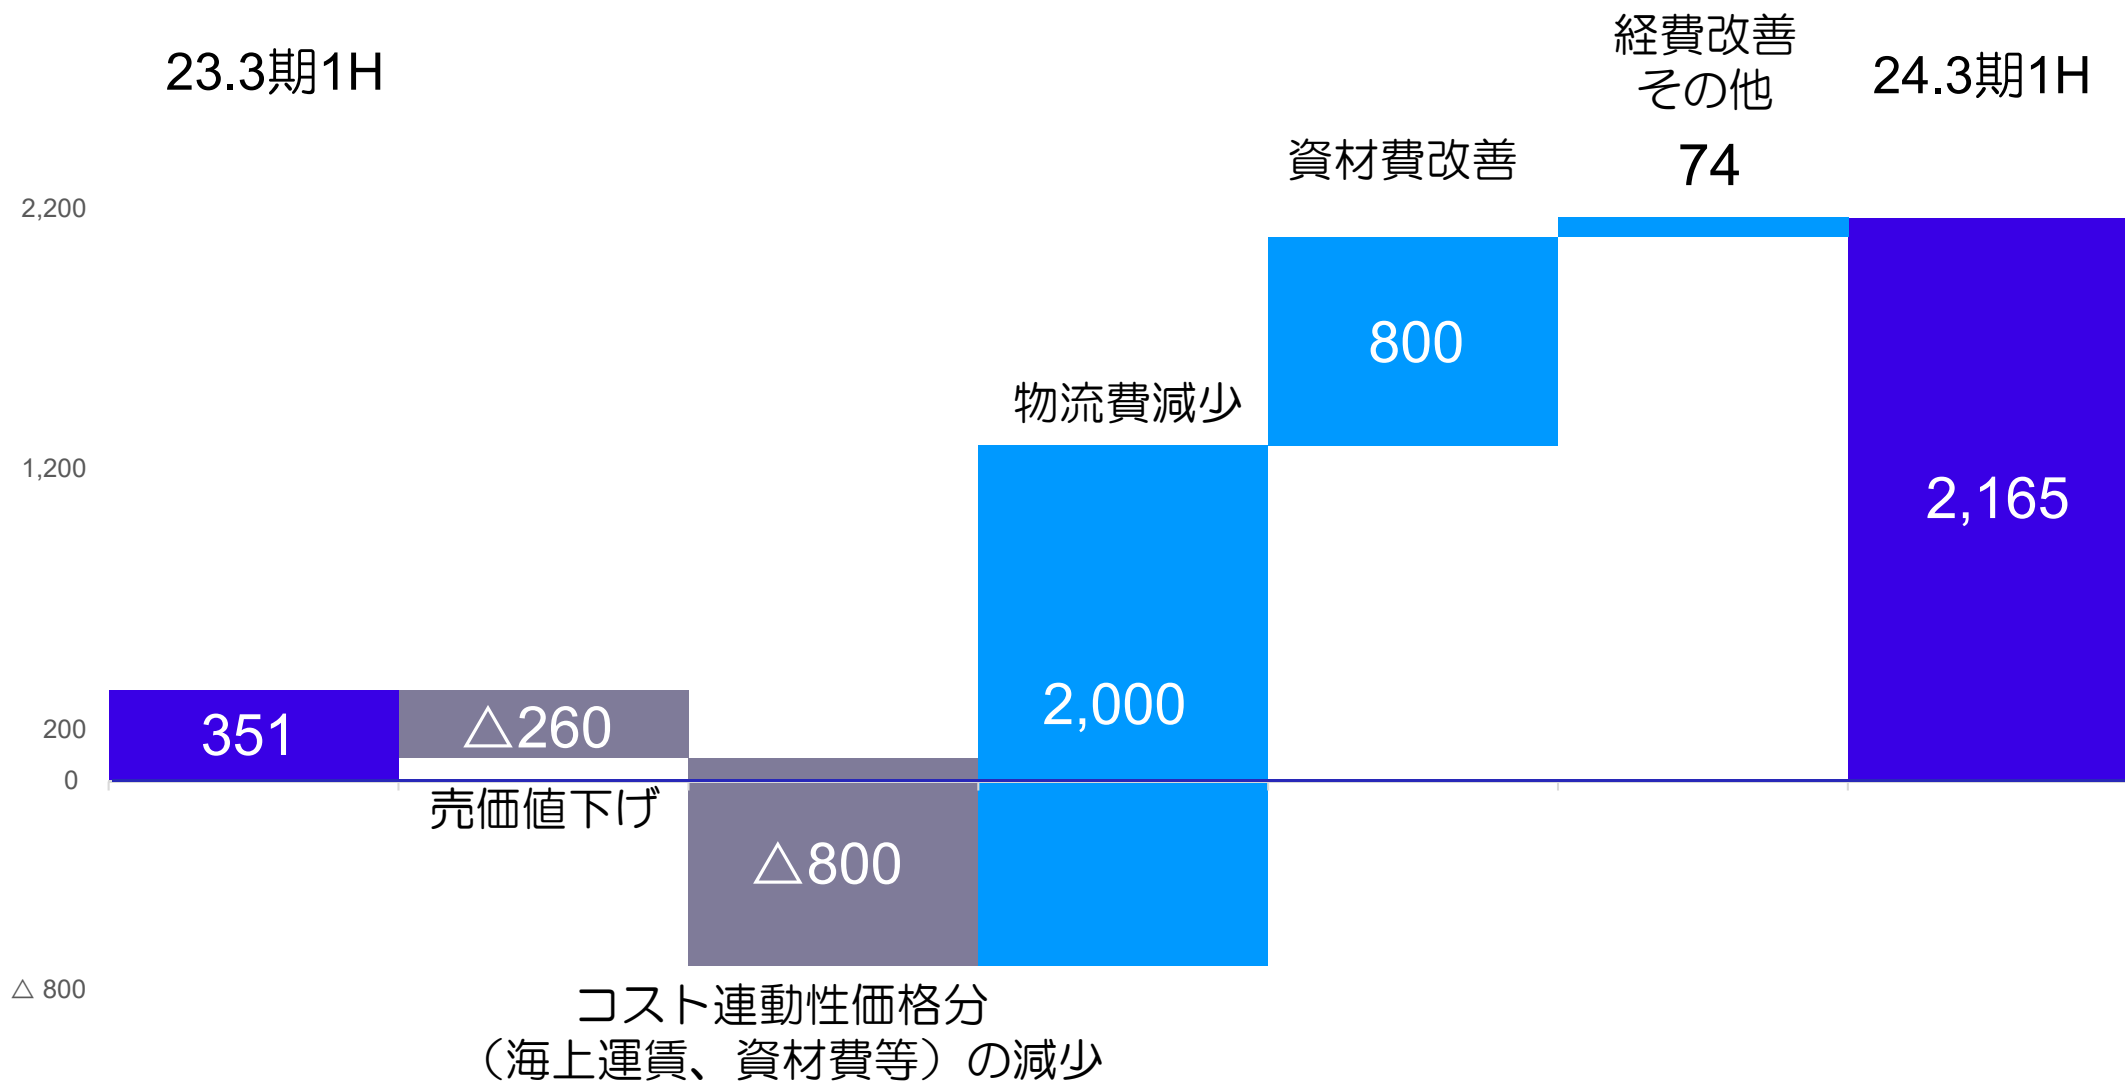 23.3期1H
経費改善
その他
24.3期1H
資材費改善
74
2,200
800
物流費減少
1,200
2,165
2,000
351
△260
200
0
売価値下げ
△800
△ 800
コスト連動性価格分
（海上運賃、資材費等）の減少